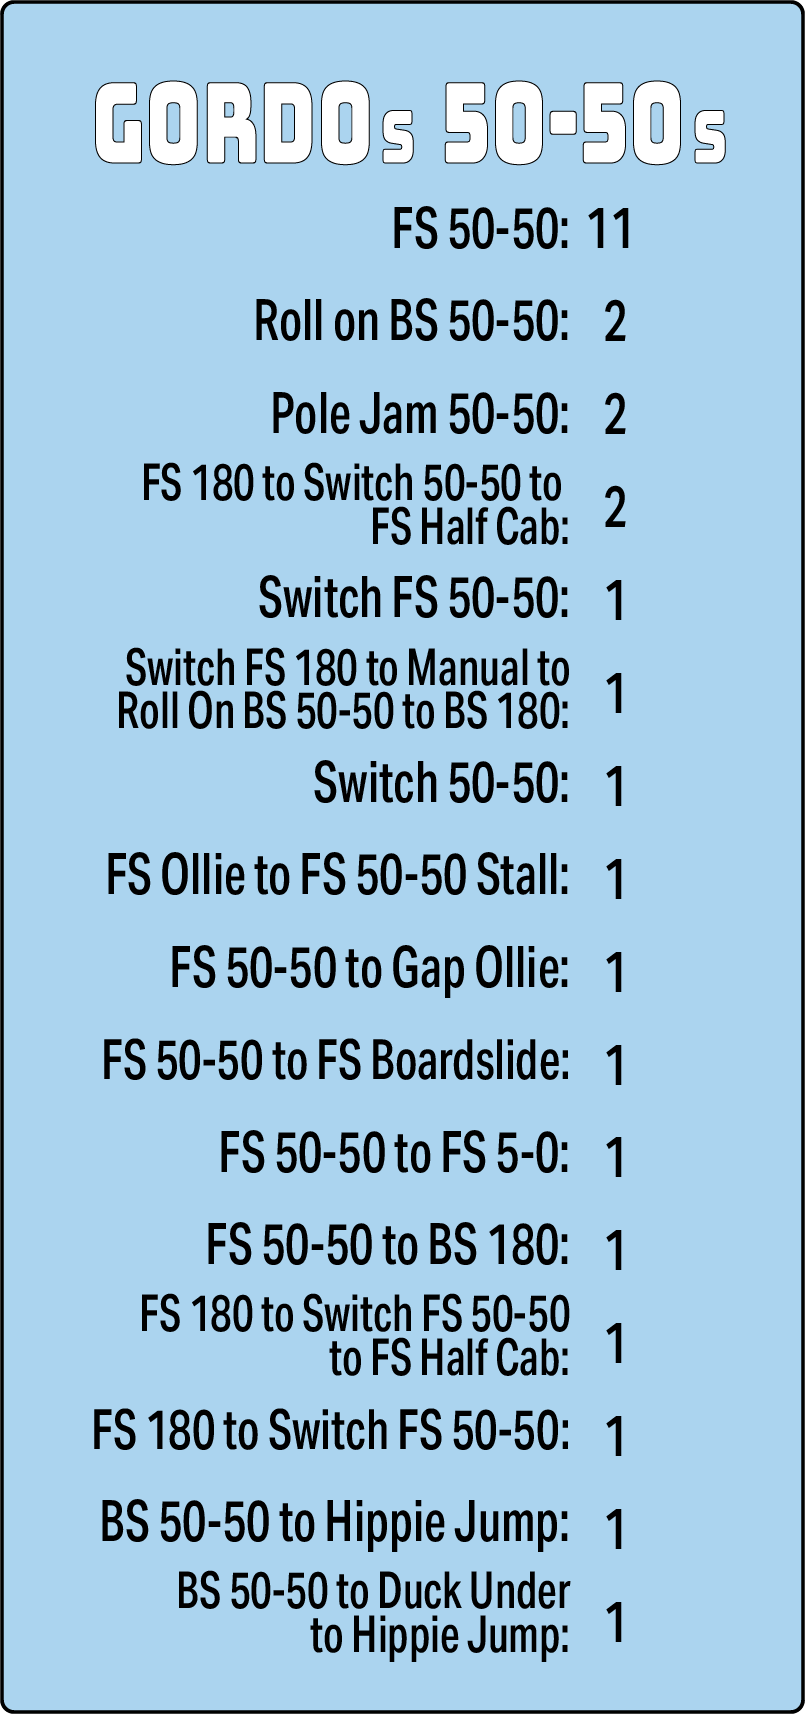 GORDOs 50-50s
FS 50-50: 11
Roll on BS 50-50: 2
Pole Jam 50-50: 2
FS 180 to Switch 50-50 to
FS Half Cab: 2
Switch FS 50-50: 1
Switch FS 180 to Manual to
Roll On BS 50-50 to BS 180: 1
Switch 50-50: 1
FS Ollie to FS 50-50 Stall: 1
FS 50-50 to Gap Ollie: 1
FS 50-50 to FS Boardslide: 1
FS 50-50 to FS 5-0: 1
FS 50-50 to BS 180: 1
FS 180 to Switch FS 50-50
to FS Half Cab: 1
FS 180 to Switch FS 50-50: 1
BS 50-50 to Hippie Jump: 1
BS 50-50 to Duck Under
to Hippie Jump: 1